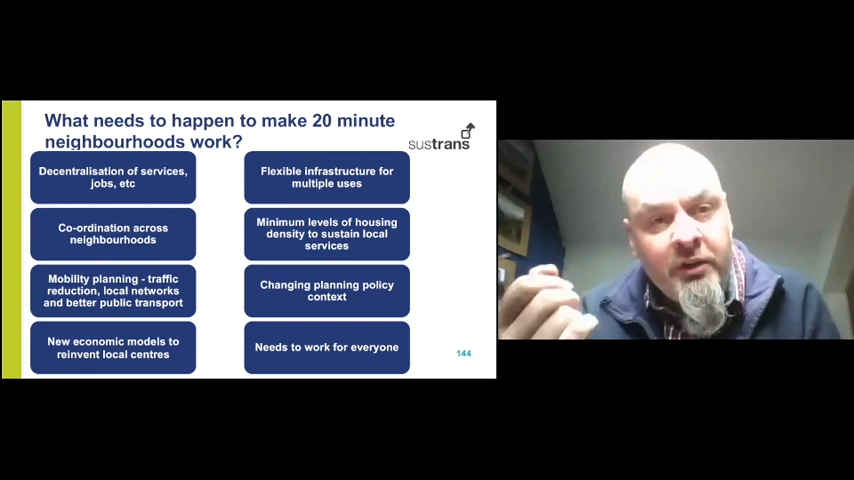 What needs to happen to make 20 minute
neighbourhoods work?
sustrans
Decentralisation of services,
jobs, etc
Flexible infrastructure for
multiple uses
Co-ordination across
neighbourhoods
Minimum levels of housing
density to sustain local
services
Mobility planning - traffic
reduction, local networks
and better public transport
Changing planning policy
context
New economic models to
reinvent local centres
Needs to work for everyone
144